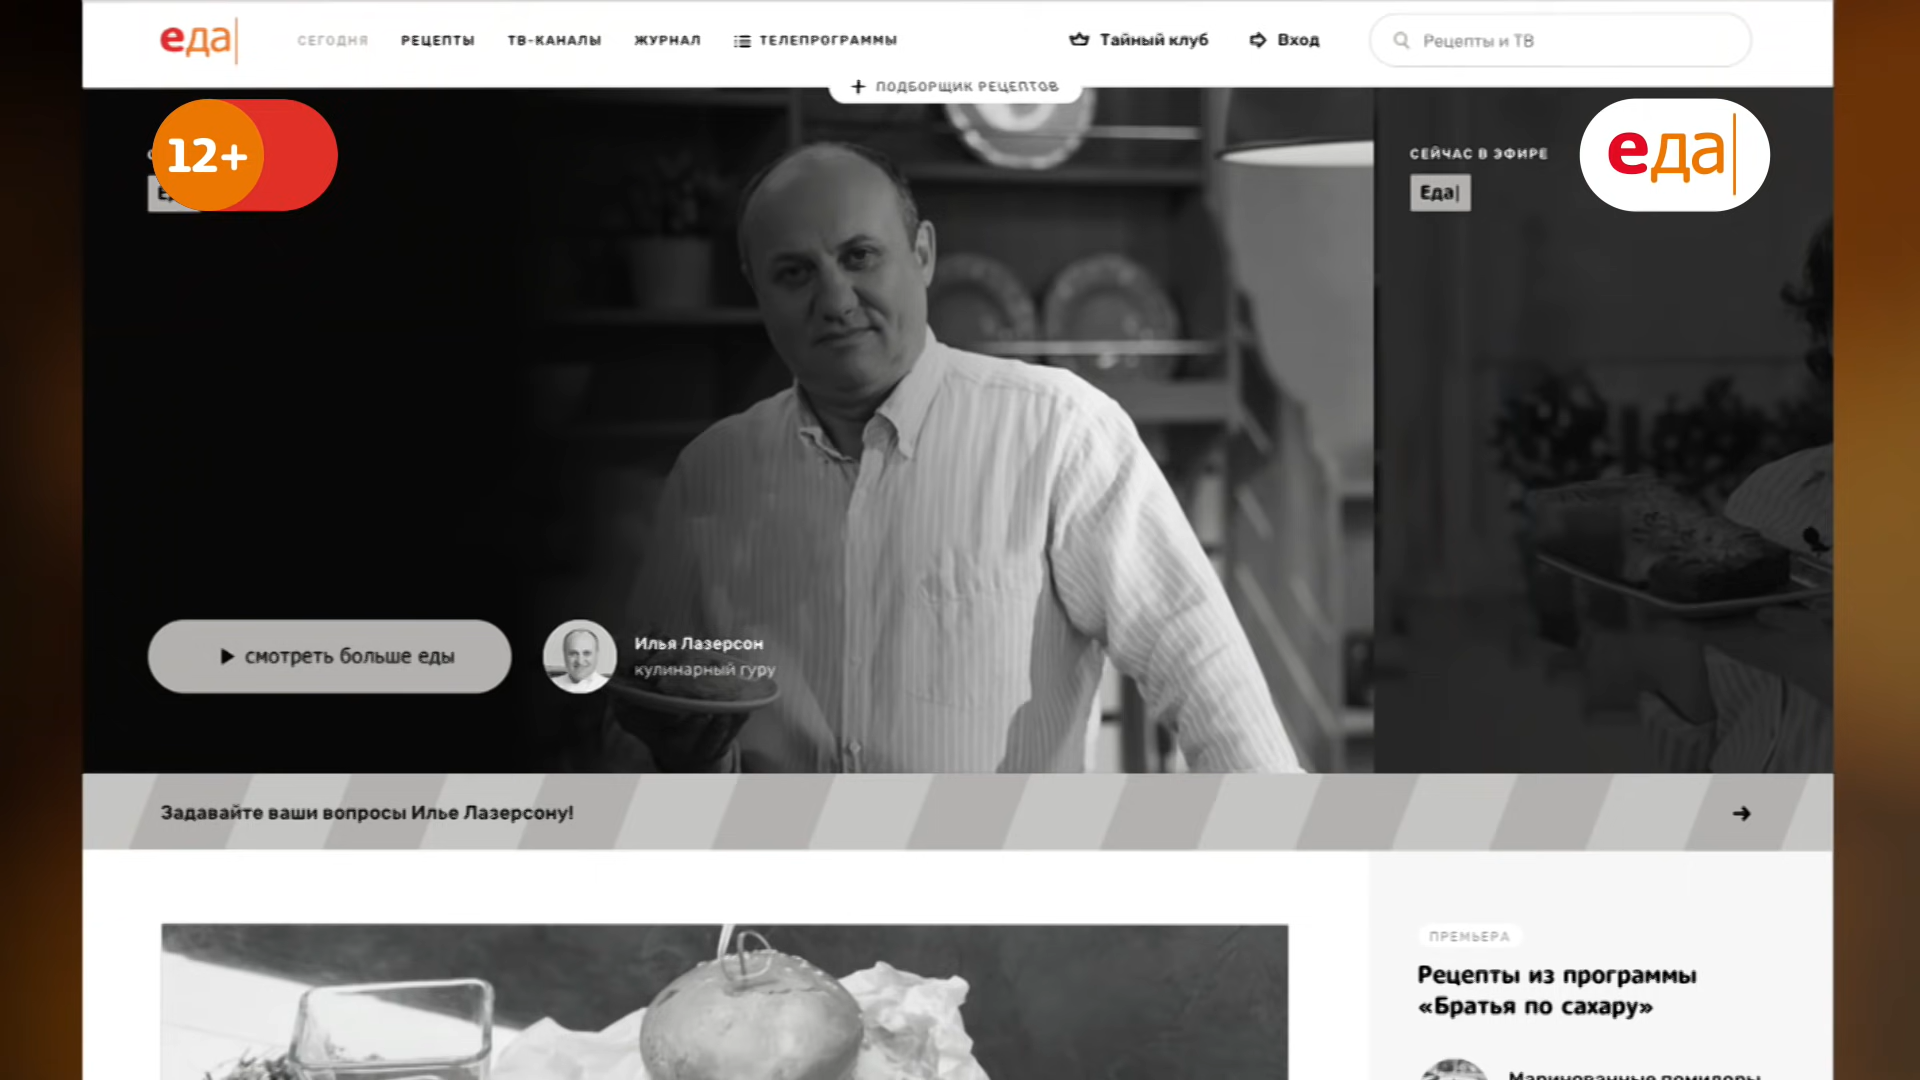 еда
СЕГОДНЯ
РЕЦЕПТЫ
ТВ-КАНАЛЫ
ЖУРНАЛ
ТЕЛЕПРОГРАММЫ
Тайный клуб
Вход
Рецепты и ТВ
+ ПОДБОРЩИК РЕЦЕПТОВ
12+
еда
СЕЙЧАС В ЭФИРЕ
Еда|
смотреть больше еды
Илья Лазерсон
кулинарный гуру
Задавайте ваши вопросы Илье Лазерсону!
ПРЕМЬЕРА
Рецепты из программы
«Братья по сахару»
Маринованные помидоры